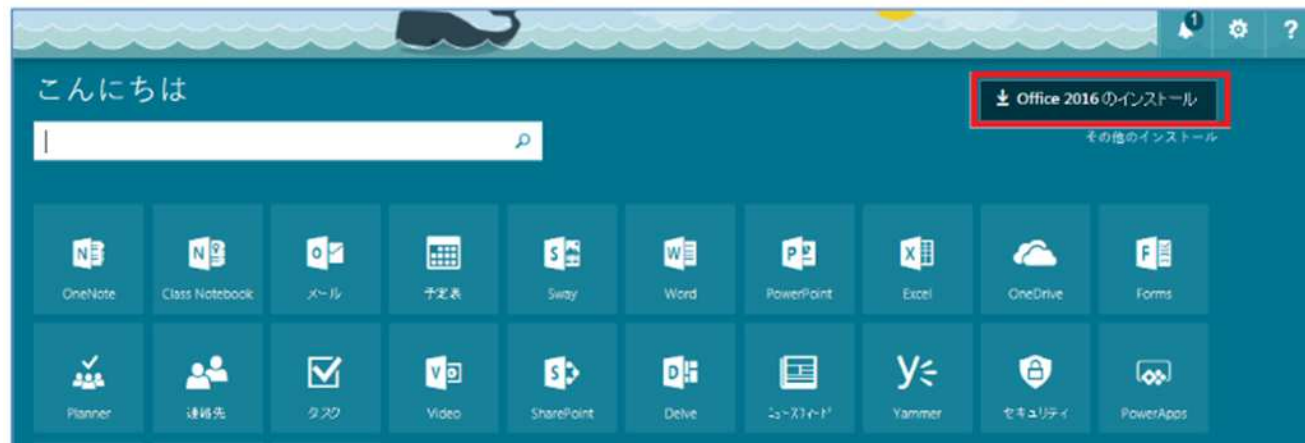 1
?
こんにちは
Office 2016 のインストール
その他のインストール
OneNote
Class Notebook
メール
予定表
Sway
Word
PowerPoint
Excel
OneDrive
Forms
Planner
連絡先
タスク
Video
SharePoint
Delve
ニュースフィード
Yammer
セキュリティ
PowerApps